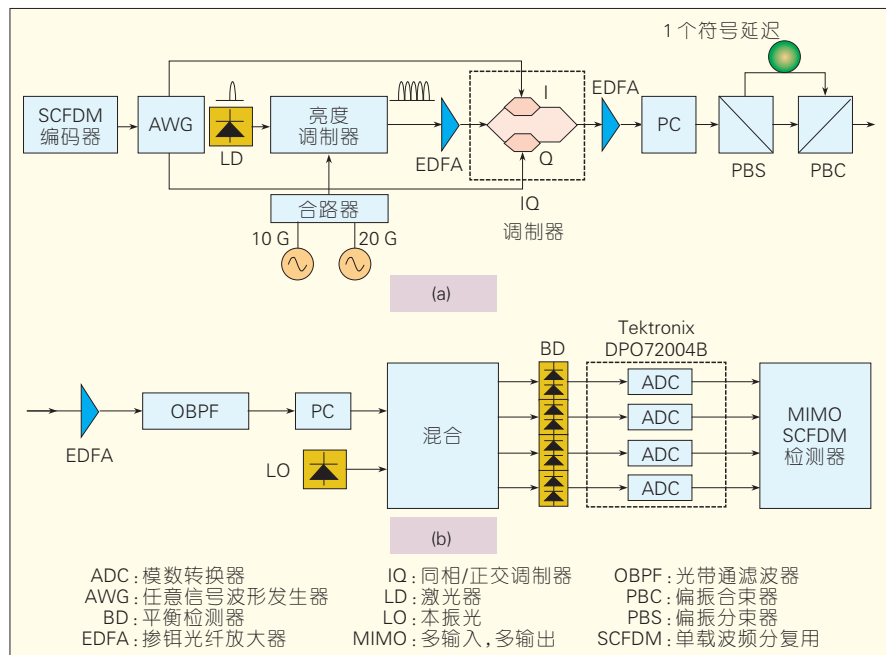 1个符号延迟
SCFDM
编码器
AWG
LD
亮度
调制器
EDFA
I
Q
EDFA
PC
PBS
PBC
IQ
调制器
合路器
10 G
20 G
(a)
Tektronix
DPO72004B
BD
EDFA
OBPF
PC
LO
混合
ADC
ADC
ADC
ADC
MIMO
SCFDM
检测器
(b)
ADC:模数转换器
AWG:任意信号波形发生器
BD:平衡检测器
EDFA:掺铒光纤放大器
IQ:同相/正交调制器
LD:激光器
LO:本振光
MIMO:多输入,多输出
OBPF:光带通滤波器
PBC:偏振合束器
PBS:偏振分束器
SCFDM:单载波频分复用